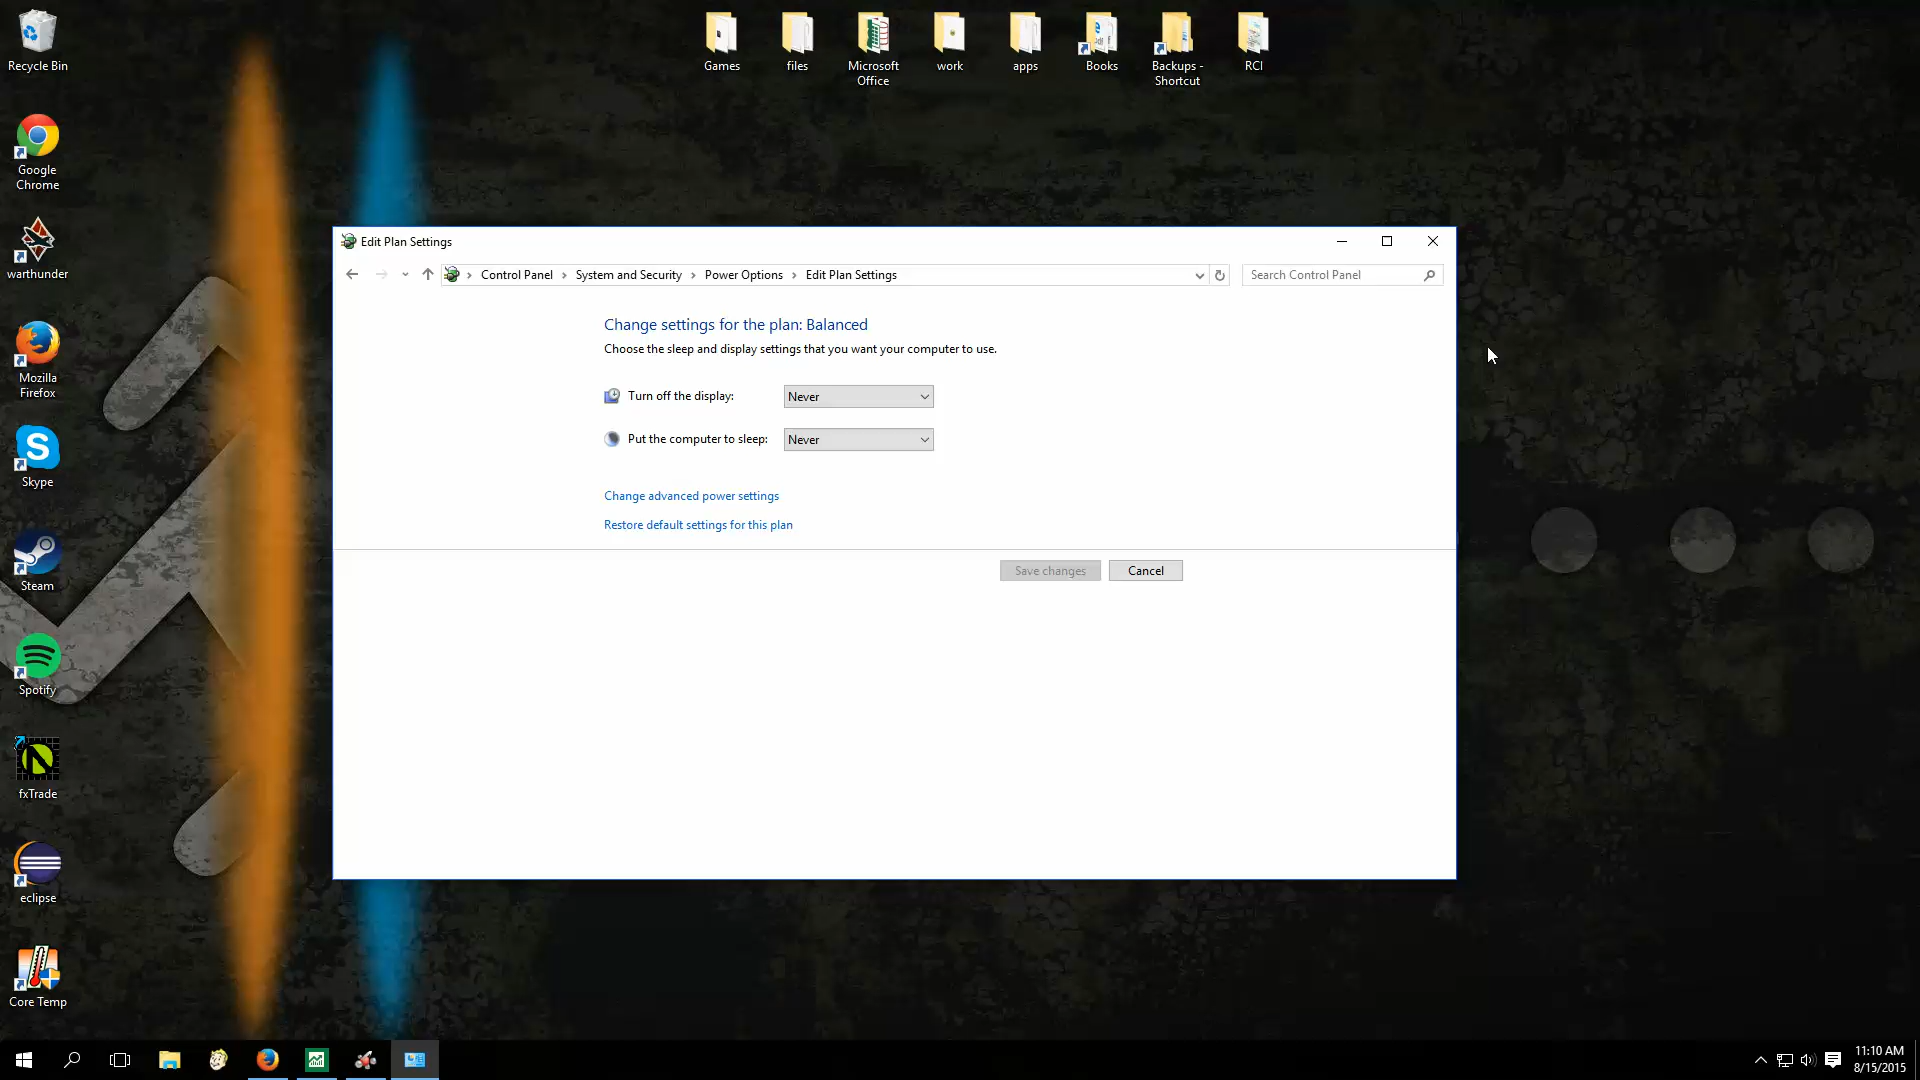 Recycle Bin
Games
files
Microsoft
Office
work
apps
Books
Backups -
Shortcut
RCI
Google
Chrome
warthunder
Mozilla
Firefox
Skype
Steam
Spotify
fxTrade
eclipse
Core Temp
Edit Plan Settings
Control Panel
System and Security
Power Options
Edit Plan Settings
Search Control Panel
Change settings for the plan: Balanced
Choose the sleep and display settings that you want your computer to use.
Turn off the display: Never
Put the computer to sleep: Never
Change advanced power settings
Restore default settings for this plan
Save changes
Cancel
11:10 AM
8/15/2015